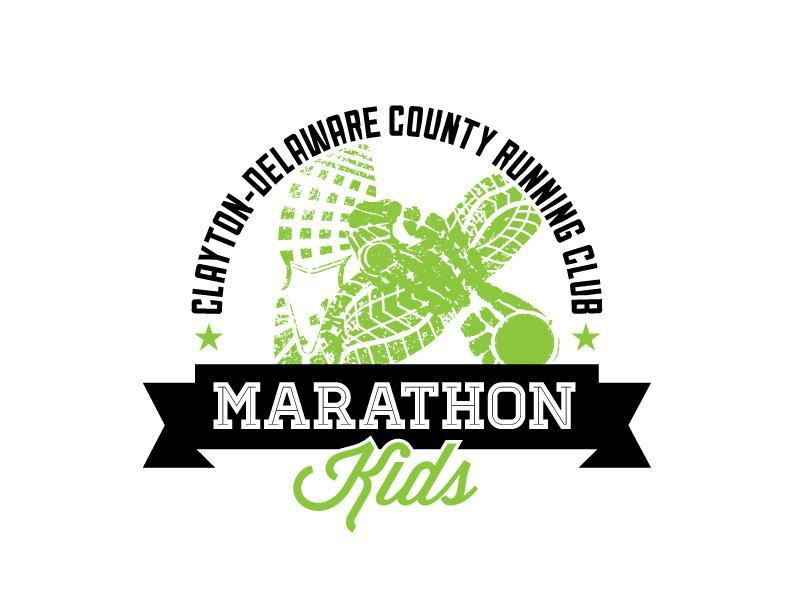 CLAYTON-DELAWARE COUNTY RUNNING CLUB
MARATHON
Kids